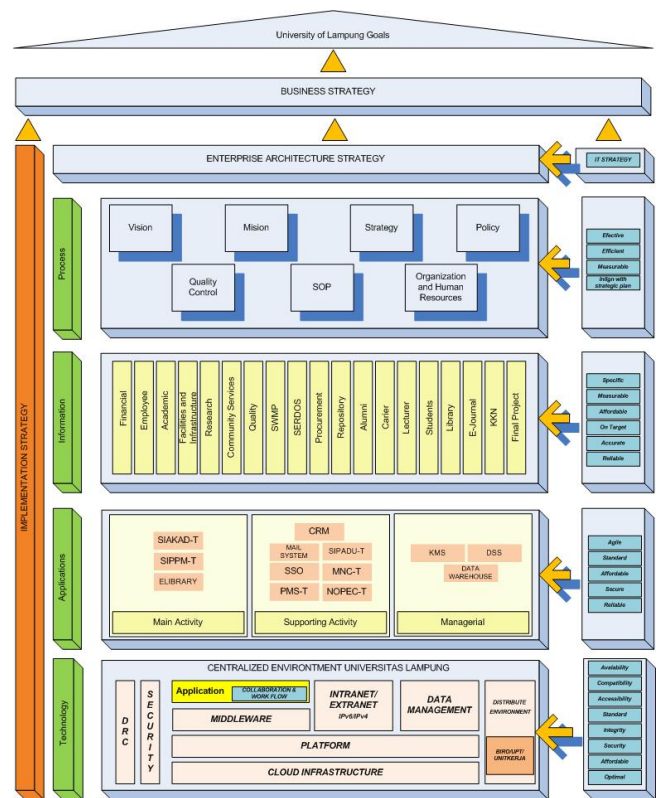 University of Lampung Goals
BUSINESS STRATEGY
ENTERPRISE ARCHITECTURE STRATEGY
IT STRATEGY
IMPLEMENTATION STRATEGY
Process
Vision
Mision
Strategy
Policy
Quality
Control
SOP
Organization
and Human
Resources
Efective
Efficient
Measurable
Inlign with
strategic plan
Information
Financial
Employee
Academic
Facilities and
Infrastructure
Research
Community Services
Quality
SWMP
SERDOS
Procurement
Repository
Alumni
Carier
Lecturer
Students
Library
E-Journal
KKN
Final Project
Specific
Measurable
Affordable
On Target
Accurate
Reliable
Applications
SIAKAD-T
SIPPM-T
ELIBRARY
Main Activity
CRM
MAIL
SYSTEM
SIPADU-T
SSO
MNC-T
PMS-T
NOPEC-T
Supporting Activity
KMS
DSS
DATA
WAREHOUSE
Managerial
Agile
Standard
Affordable
Secure
Reliable
Technology
CENTRALIZED ENVIRONTMENT UNIVERSITAS LAMPUNG
DRC
SECURITY
Application
COLLABORATION &
WORK FLOW
MIDDLEWARE
INTRANET/
EXTRANET
IPv6/IPv4
DATA
MANAGEMENT
DISTRIBUTE
ENVIRONMENT
PLATFORM
CLOUD INFRASTRUCTURE
BIRO/UPT/
UNITKERJA
Availability
Compatibility
Accessibility
Standard
Integrity
Security
Affordable
Optimal